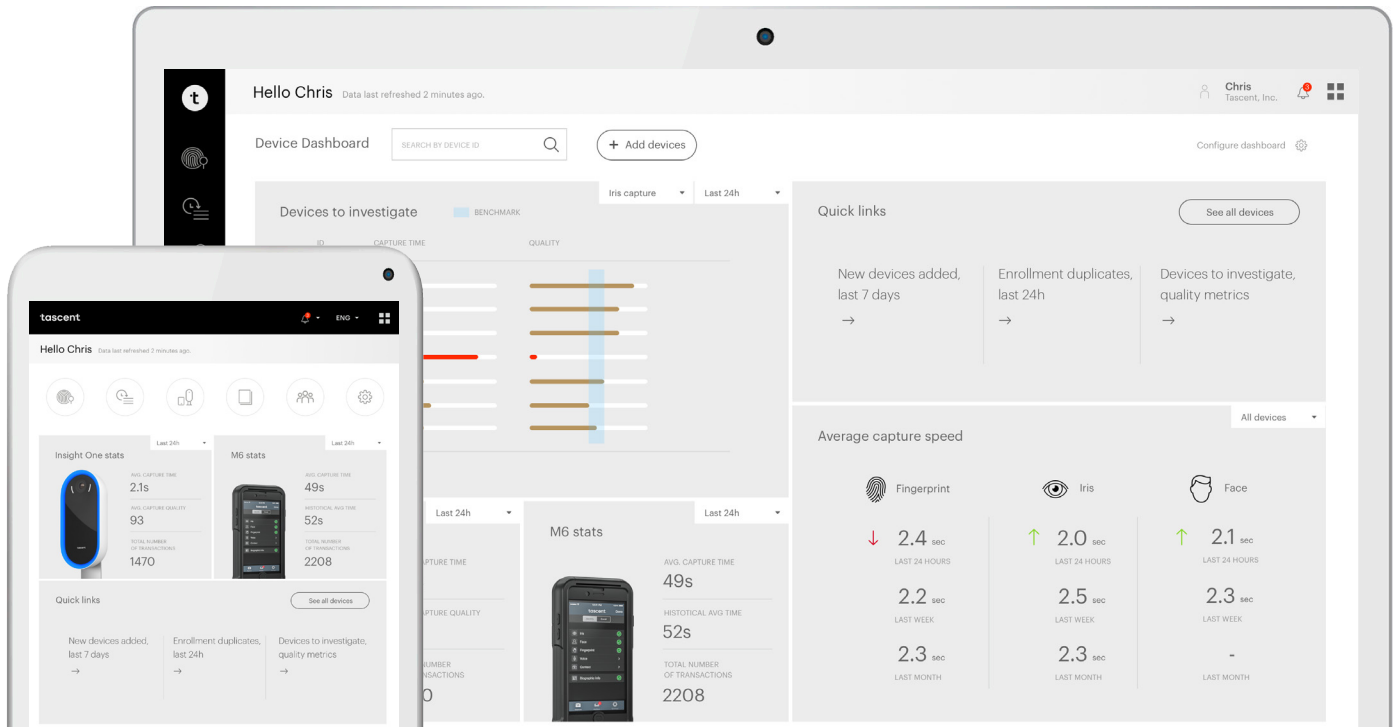 t
Hello Chris Data last refreshed 2 minutes ago.
Chris
Tascent, Inc.
3
Device Dashboard
SEARCH BY DEVICE ID
+ Add devices
Configure dashboard
Iris capture
Last 24h
Devices to investigate
BENCHMARK
ID
CAPTURE TIME
QUALITY
Quick links
See all devices
New devices added,
last 7 days
→
Enrollment duplicates,
last 24h
→
Devices to investigate,
quality metrics
→
All devices
Average capture speed
Fingerprint
Iris
Face
↓ 2.4 sec
LAST 24 HOURS
↑ 2.0 sec
LAST 24 HOURS
↑ 2.1 sec
LAST 24 HOURS
2.2 sec
LAST WEEK
2.5 sec
LAST WEEK
2.3 sec
LAST WEEK
2.3 sec
LAST MONTH
2.3 sec
LAST MONTH
-
LAST MONTH
Last 24h
APTURE TIME
APTURE QUALITY
NUMBER
NSACTIONS
0
Last 24h
M6 stats
AVG. CAPTURE TIME
49s
HISTOTICAL AVG TIME
52s
TOTAL NUMBER
OF TRANSACTIONS
2208
tascent
tascent
ENG
Hello Chris Data last refreshed 2 minutes ago.
Last 24h
Insight One stats
AVG. CAPTURE TIME
2.1s
AVG. CAPTURE QUALITY
93
TOTAL NUMBER
OF TRANSACTIONS
1470
Last 24h
M6 stats
AVG. CAPTURE TIME
49s
HISTOTICAL AVG TIME
52s
TOTAL NUMBER
OF TRANSACTIONS
2208
Quick links
See all devices
New devices added,
last 7 days
→
Enrollment duplicates,
last 24h
→
Devices to investigate,
quality metrics
→